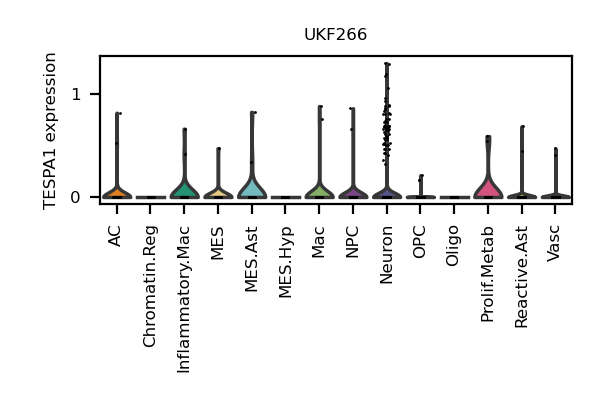 UKF266
TESPA1 expression
1
0
AC
Chromatin.Reg
Inflammatory.Mac
MES
MES.Ast
MES.Hyp
Mac
NPC
Neuron
OPC
Oligo
Prolif.Metab
Reactive.Ast
Vasc